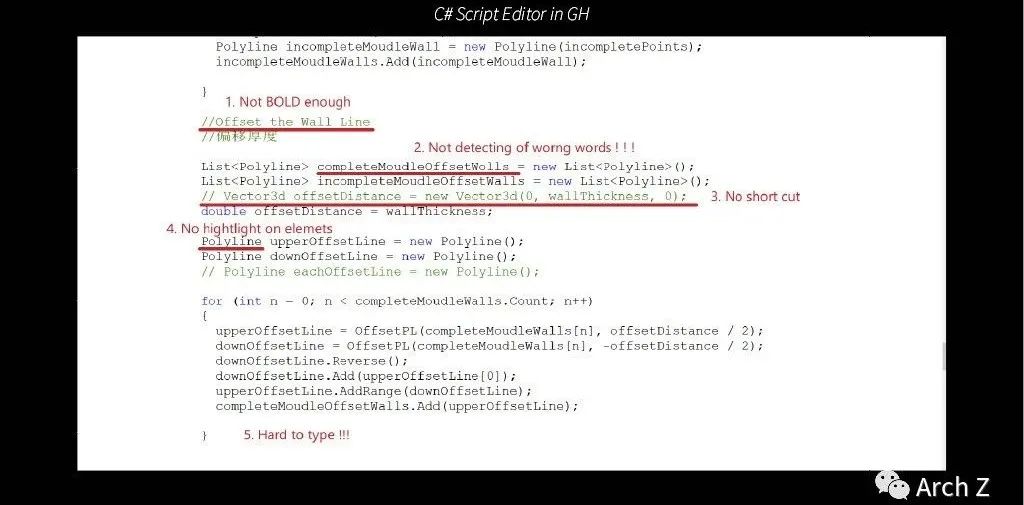 C# Script Editor in GH
Polyline incompleteMoudleWall = new Polyline(incompletePoints);
incompleteMoudleWalls.Add(incompleteMoudleWall);
}
1. Not BOLD enough
//Offset the Wall Line
//偏移厚度
2. Not detecting of worng words ! ! !
List<Polyline> completeMoudleOffsetWolls = new List<Polyline>();
List<Polyline> incompleteMoudleOffsetWalls = new List<Polyline>();
// Vector3d offsetDistance = new Vector3d(0, wallThickness, 0);
3. No short cut
double offsetDistance = wallThickness;
4. No hightlight on elemets
Polyline upperOffsetLine = new Polyline();
Polyline downOffsetLine = new Polyline();
// Polyline eachOffsetLine = new Polyline();
for (int n = 0; n < completeMoudleWalls.Count; n++)
{
upperOffsetLine = OffsetPL(completeMoudleWalls[n], offsetDistance / 2);
downOffsetLine = OffsetPL(completeMoudleWalls[n], -offsetDistance / 2);
downOffsetLine.Reverse();
downOffsetLine.Add(upperOffsetLine[0]);
upperOffsetLine.AddRange(downOffsetLine);
completeMoudleOffsetWalls.Add(upperOffsetLine);
}
5. Hard to type !!!
Arch Z